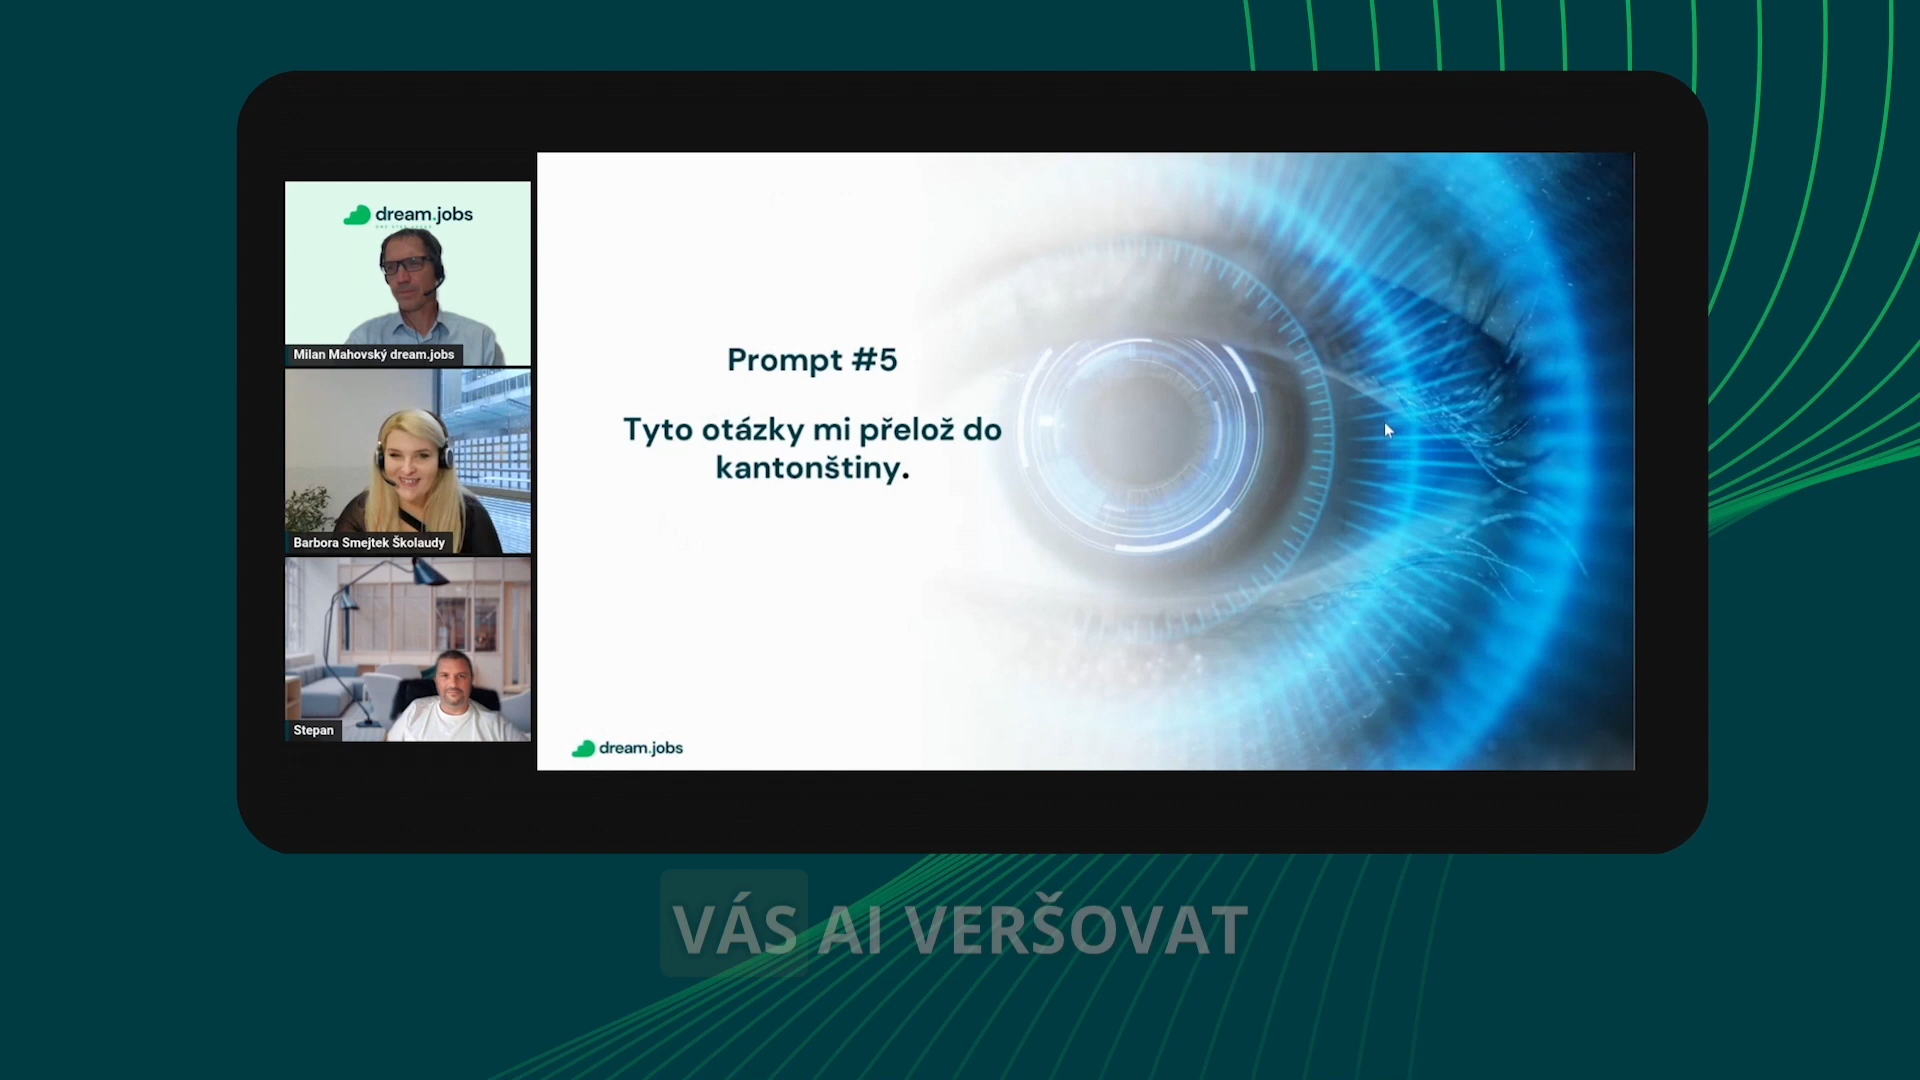 dream.jobs
Milan Mahovský dream.jobs
Barbora Smejtek Školaudy
Stepan
Prompt #5
Tyto otázky mi přelož do
kantonštiny.
dream.jobs
VÁS AI VERŠOVAT